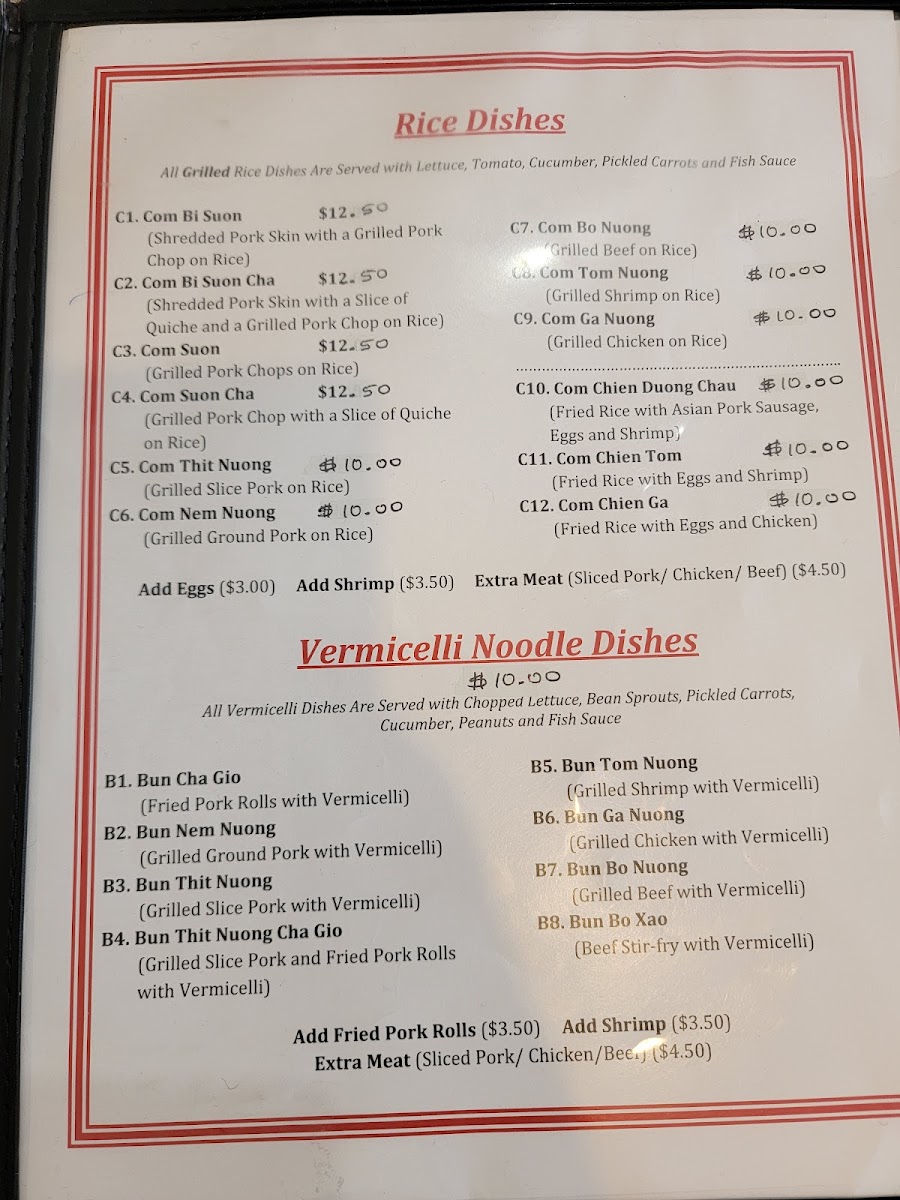 Rice Dishes
All Grilled Rice Dishes Are Served with Lettuce, Tomato, Cucumber, Pickled Carrots and Fish Sauce
C1. Com Bi Suon $12.50
(Shredded Pork Skin with a Grilled Pork
Chop on Rice)
C2. Com Bi Suon Cha $12.50
(Shredded Pork Skin with a Slice of
Quiche and a Grilled Pork Chop on Rice)
C3. Com Suon $12.50
(Grilled Pork Chops on Rice)
C4. Com Suon Cha $12.50
(Grilled Pork Chop with a Slice of Quiche
on Rice)
C5. Com Thit Nuong $10.00
(Grilled Slice Pork on Rice)
C6. Com Nem Nuong $10.00
(Grilled Ground Pork on Rice)
C7. Com Bo Nuong $10.00
(Grilled Beef on Rice)
C8. Com Tom Nuong $10.00
(Grilled Shrimp on Rice)
C9. Com Ga Nuong $10.00
(Grilled Chicken on Rice)
C10. Com Chien Duong Chau $10.00
(Fried Rice with Asian Pork Sausage,
Eggs and Shrimp)
C11. Com Chien Tom $10.00
(Fried Rice with Eggs and Shrimp)
C12. Com Chien Ga $10.00
(Fried Rice with Eggs and Chicken)
Add Eggs ($3.00) Add Shrimp ($3.50) Extra Meat (Sliced Pork/ Chicken/ Beef) ($4.50)
Vermicelli Noodle Dishes
$10.00
All Vermicelli Dishes Are Served with Chopped Lettuce, Bean Sprouts, Pickled Carrots,
Cucumber, Peanuts and Fish Sauce
B1. Bun Cha Gio
(Fried Pork Rolls with Vermicelli)
B2. Bun Nem Nuong
(Grilled Ground Pork with Vermicelli)
B3. Bun Thit Nuong
(Grilled Slice Pork with Vermicelli)
B4. Bun Thit Nuong Cha Gio
(Grilled Slice Pork and Fried Pork Rolls
with Vermicelli)
B5. Bun Tom Nuong
(Grilled Shrimp with Vermicelli)
B6. Bun Ga Nuong
(Grilled Chicken with Vermicelli)
B7. Bun Bo Nuong
(Grilled Beef with Vermicelli)
B8. Bun Bo Xao
(Beef Stir-fry with Vermicelli)
Add Fried Pork Rolls ($3.50) Add Shrimp ($3.50)
Extra Meat (Sliced Pork/ Chicken/Beef) ($4.50)